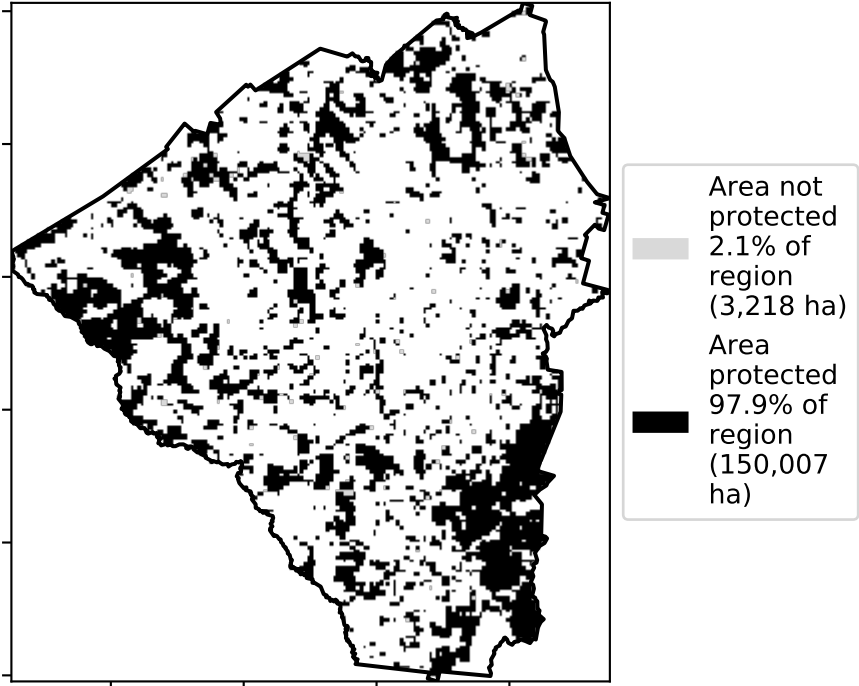 Area not
protected
2.1% of
region
(3,218 ha)
Area
protected
97.9% of
region
(150,007
ha)